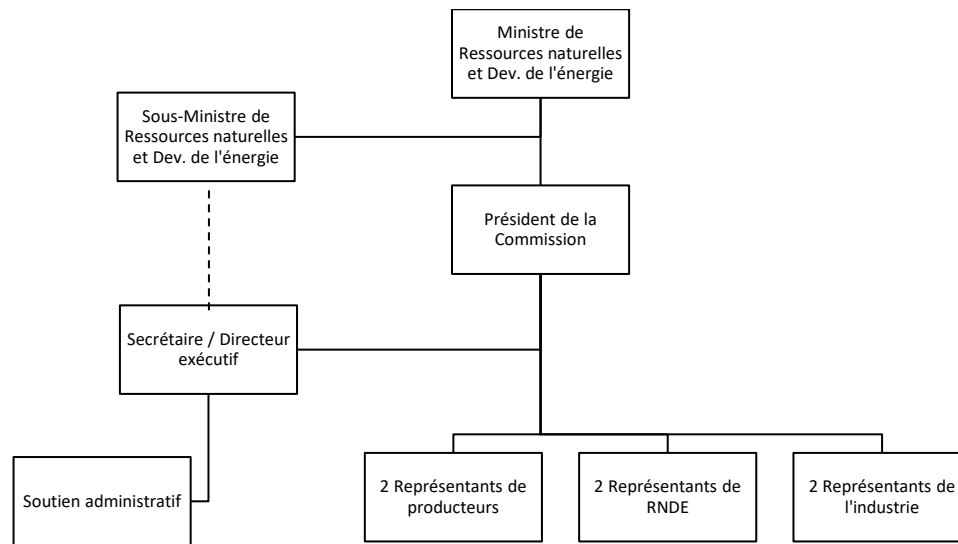 Ministre de
Ressources naturelles
et Dev. de l'énergie
Sous-Ministre de
Ressources naturelles
et Dev. de l'énergie
Président de la
Commission
Secrétaire / Directeur
exécutif
Soutien administratif
2 Représentants de
producteurs
2 Représentants de
RNDE
2 Représentants de
l'industrie